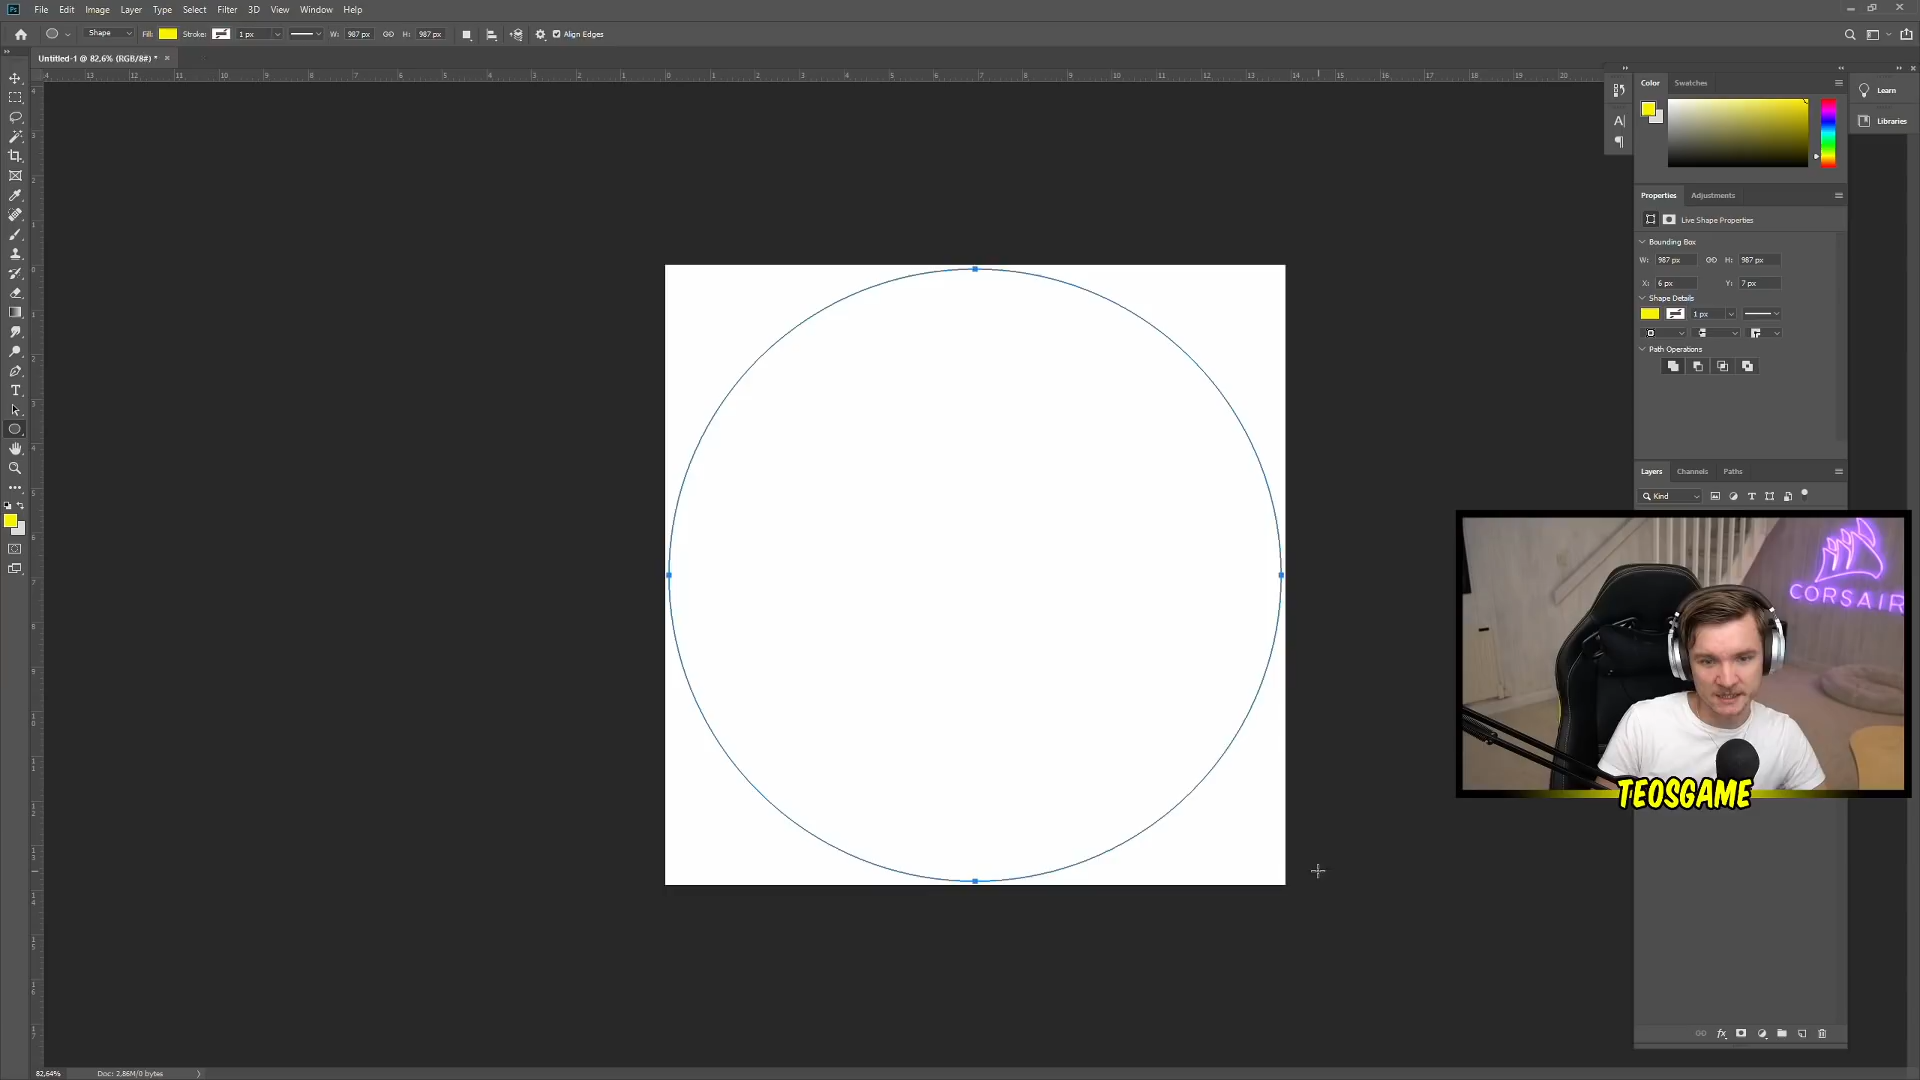 Ps File Edit Image Layer Type Select Filter 3D View Window Help
Shape Fill: Stroke: 1 px W: 987 px H: 987 px Align Edges
Untitled-1 @ 82,6% (RGB/8#) * ×
Color Swatches
Learn
Libraries
Properties Adjustments
Live Shape Properties
Bounding Box
W: 987 px H: 987 px
X: 6 px Y: 7 px
Shape Details
1 px
Path Operations
Layers Channels Paths
Kind
CORSAIR
TEOSGAME
82,64% Doc: 2,86M/0 bytes